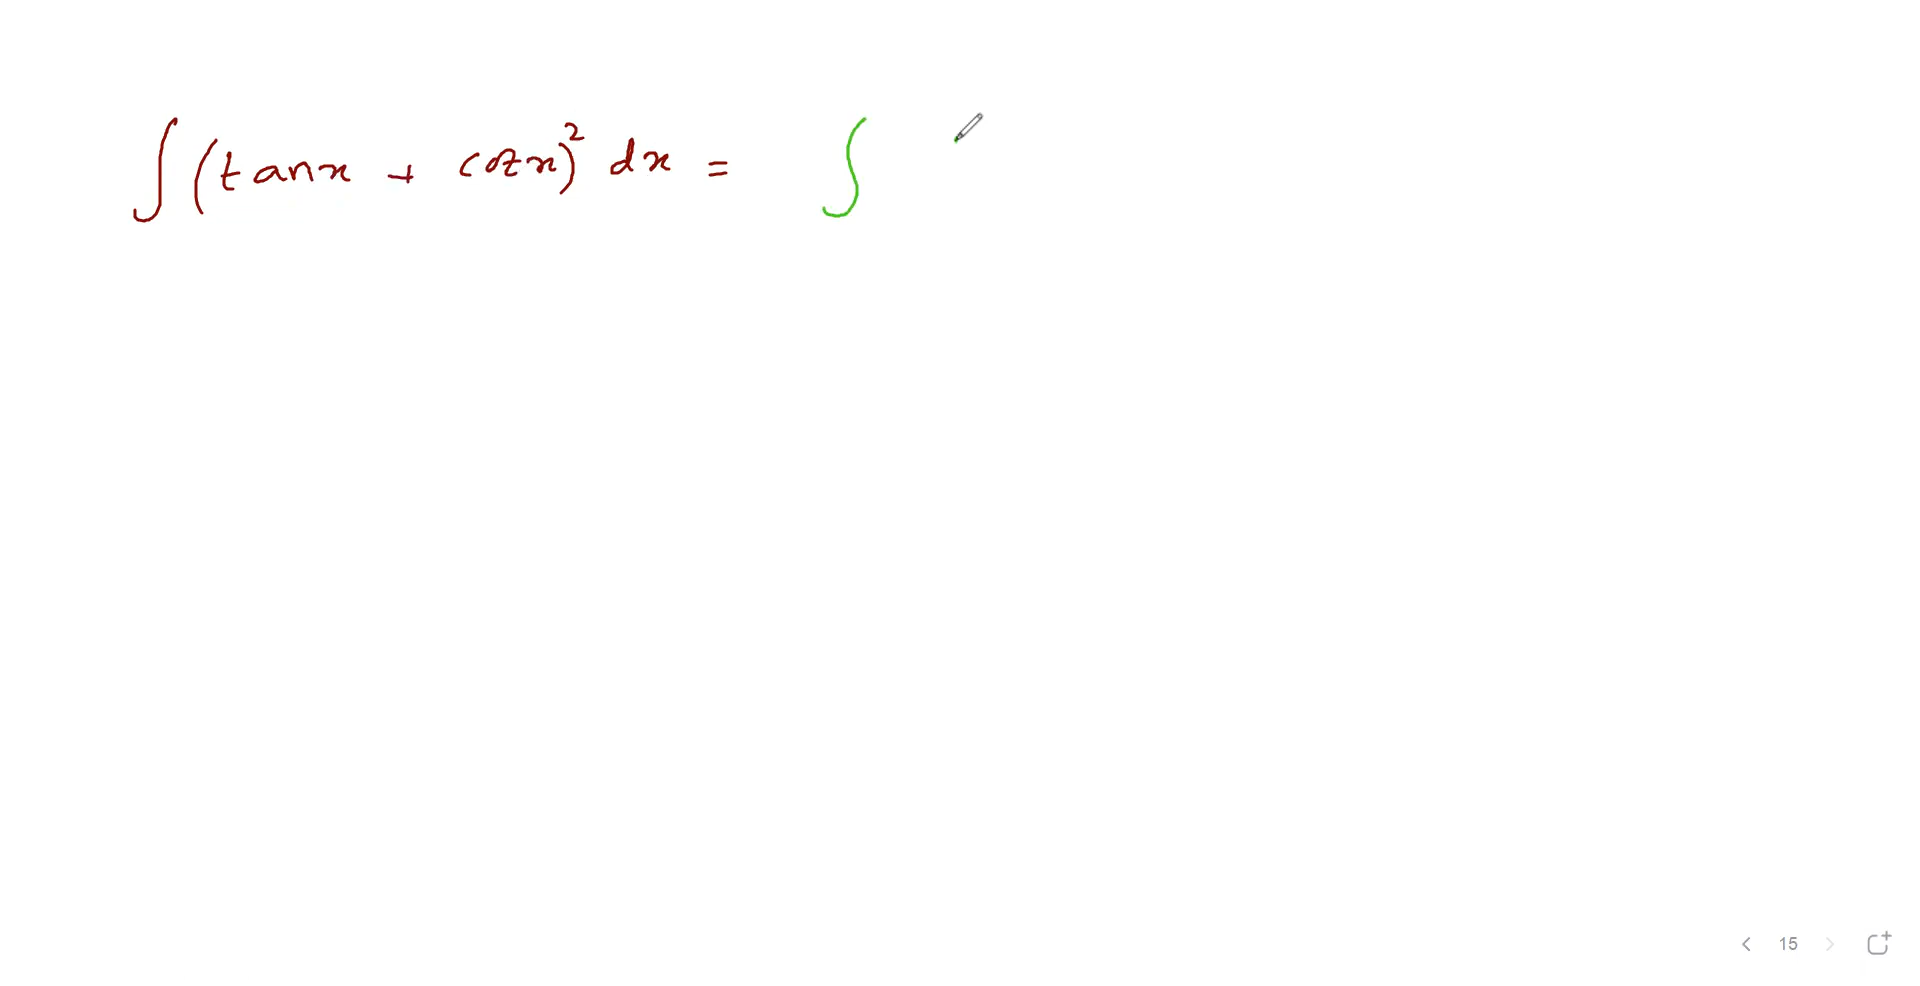 ∫(tanx + cotx)² dx = ∫
15